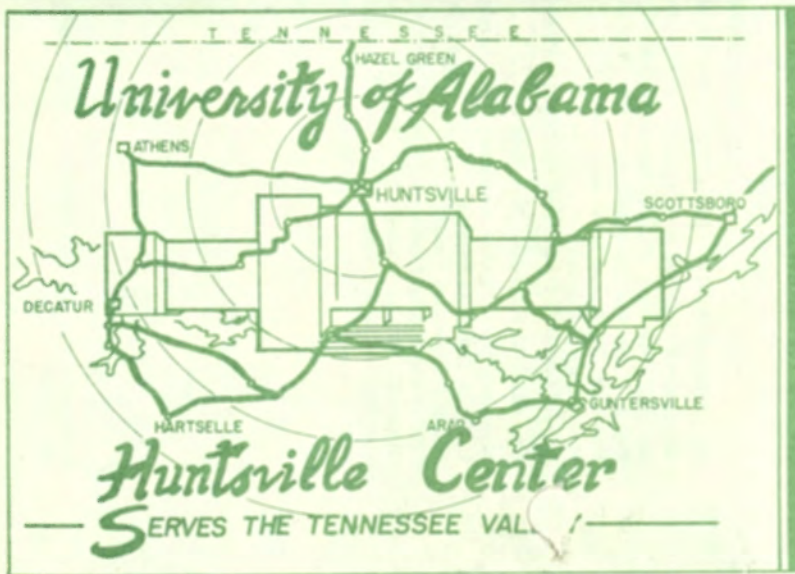 TENNESSEE
HAZEL GREEN
University of Alabama
ATHENS
HUNTSVILLE
SCOTTSBORO
DECATUR
GUNTERSVILLE
HARTSELLE
ARAB
Huntsville Center
SERVES THE TENNESSEE